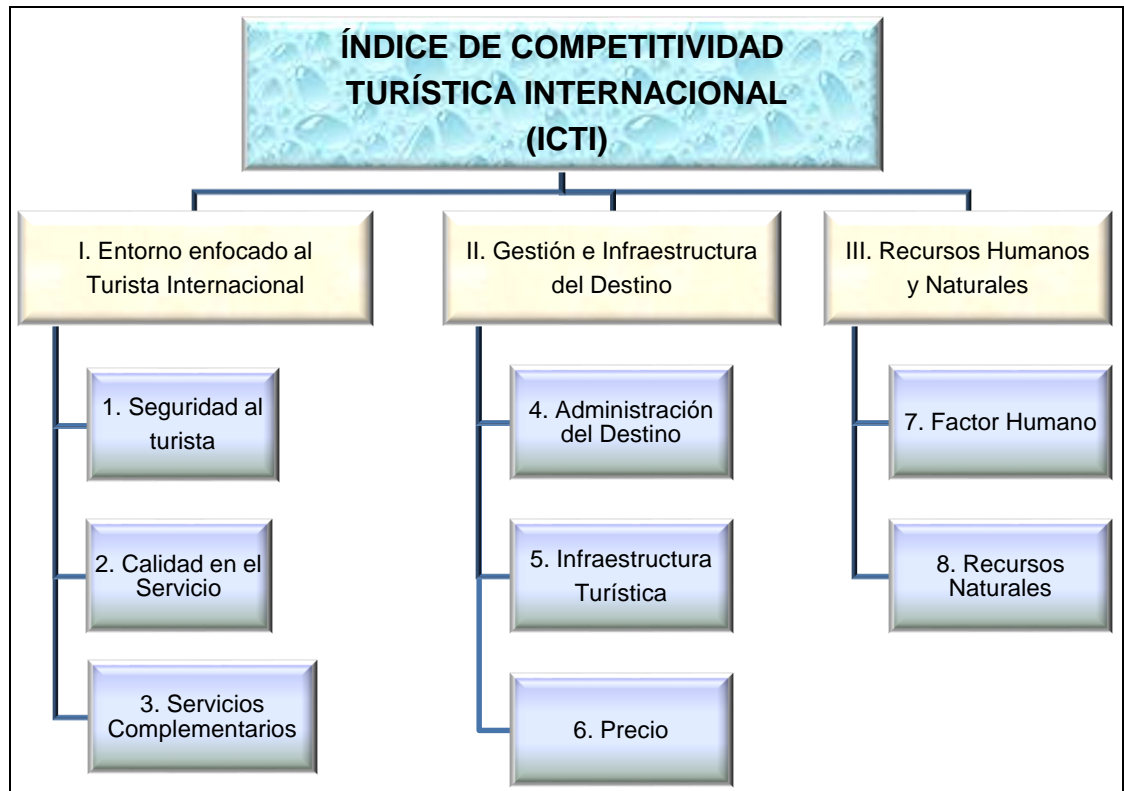 ÍNDICE DE COMPETITIVIDAD
TURÍSTICA INTERNACIONAL
(ICTI)
I. Entorno enfocado al
Turista Internacional
1. Seguridad al
turista
2. Calidad en el
Servicio
3. Servicios
Complementarios
II. Gestión e Infraestructura
del Destino
4. Administración
del Destino
5. Infraestructura
Turística
6. Precio
III. Recursos Humanos
y Naturales
7. Factor Humano
8. Recursos
Naturales